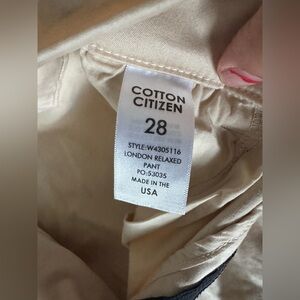 COTTON
CITIZEN
28
STYLE:W4305116
LONDON RELAXED
PANT
PO:53035
MADE IN THE
USA